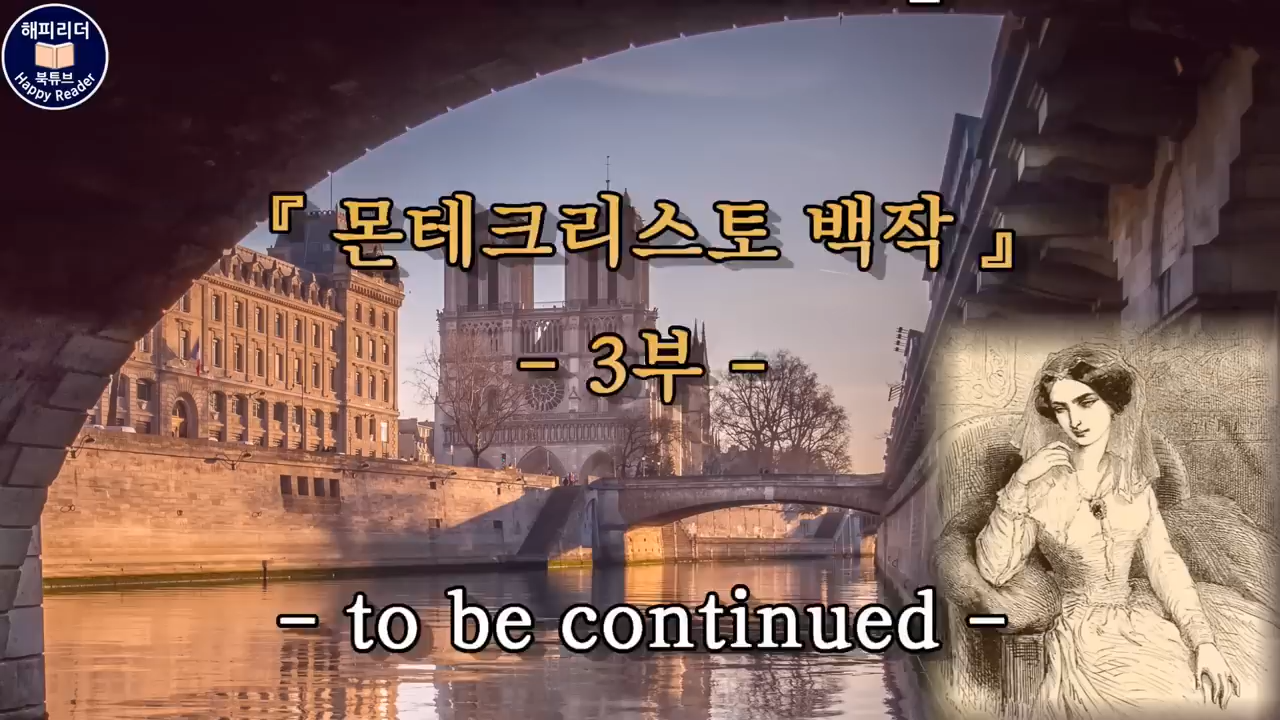 해피리더
북튜브
Happy Reader
『 몬테크리스토 백작 』
- 3부 -
- to be continued -